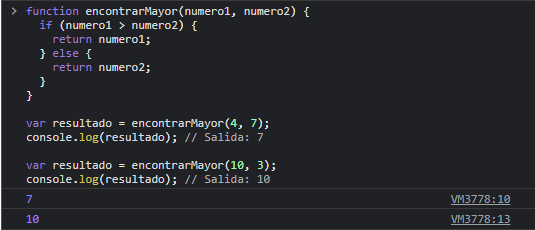 > function encontrarMayor(numero1, numero2) {
    if (numero1 > numero2) {
      return numero1;
    } else {
      return numero2;
    }
  }

  var resultado = encontrarMayor(4, 7);
  console.log(resultado); // Salida: 7

  var resultado = encontrarMayor(10, 3);
  console.log(resultado); // Salida: 10
  7 VM3778:10
  10 VM3778:13